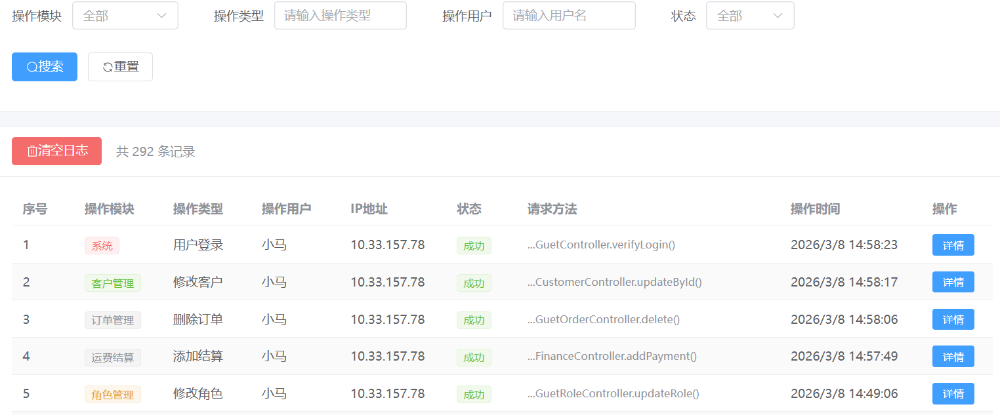 操作模块 全部 操作类型 请输入操作类型 操作用户 请输入用户名 状态 全部
搜索 重置
清空日志 共 292 条记录
序号 操作模块 操作类型 操作用户 IP地址 状态 请求方法 操作时间 操作
1 系统 用户登录 小马 10.33.157.78 成功 ...GuetController.verifyLogin() 2026/3/8 14:58:23 详情
2 客户管理 修改客户 小马 10.33.157.78 成功 ...CustomerController.updateById() 2026/3/8 14:58:17 详情
3 订单管理 删除订单 小马 10.33.157.78 成功 ...GuetOrderController.delete() 2026/3/8 14:58:06 详情
4 运费结算 添加结算 小马 10.33.157.78 成功 ...FinanceController.addPayment() 2026/3/8 14:57:49 详情
5 角色管理 修改角色 小马 10.33.157.78 成功 ...GuetRoleController.updateRole() 2026/3/8 14:49:06 详情